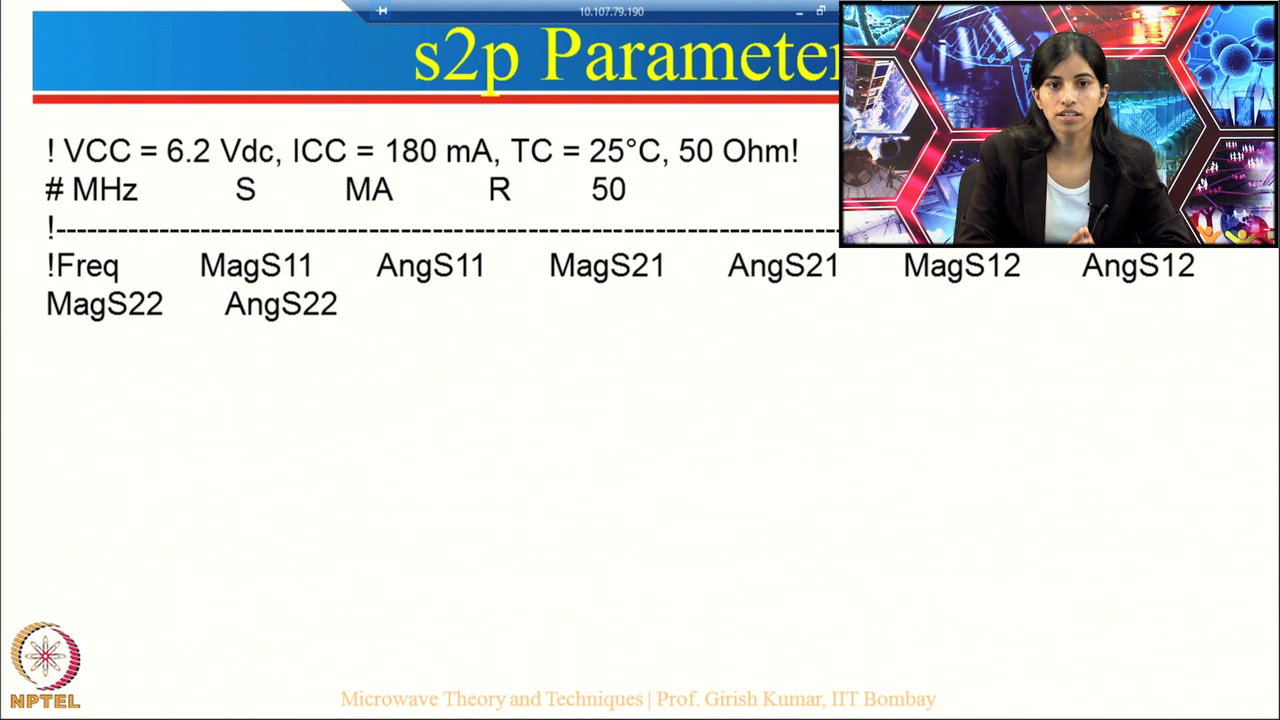 10.107.79.190
s2p Parameter
! VCC = 6.2 Vdc, ICC = 180 mA, TC = 25°C, 50 Ohm!
# MHz S MA R 50
!-----------------------------------------------------------------------
!Freq MagS11 AngS11 MagS21 AngS21 MagS12 AngS12
MagS22 AngS22
NPTEL
Microwave Theory and Techniques | Prof. Girish Kumar, IIT Bombay